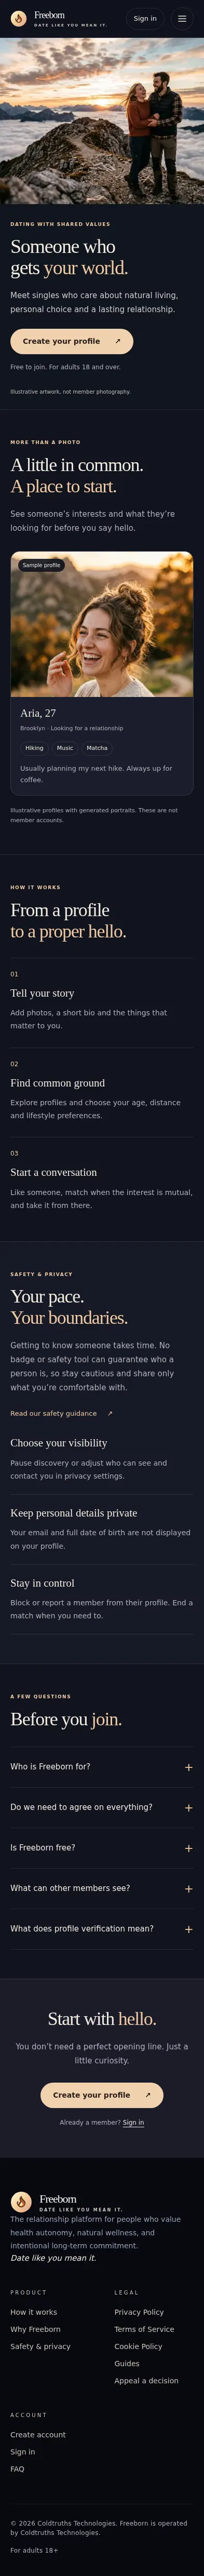 Freeborn
DATE LIKE YOU MEAN IT.
Sign in
DATING WITH SHARED VALUES
Someone who
gets your world.
Meet singles who care about natural living,
personal choice and a lasting relationship.
Create your profile ↗
Free to join. For adults 18 and over.
Illustrative artwork, not member photography.
MORE THAN A PHOTO
A little in common.
A place to start.
See someone’s interests and what they’re
looking for before you say hello.
Sample profile
Aria, 27
Brooklyn · Looking for a relationship
Hiking
Music
Matcha
Usually planning my next hike. Always up for
coffee.
Illustrative profiles with generated portraits. These are not
member accounts.
HOW IT WORKS
From a profile
to a proper hello.
01
Tell your story
Add photos, a short bio and the things that
matter to you.
02
Find common ground
Explore profiles and choose your age, distance
and lifestyle preferences.
03
Start a conversation
Like someone, match when the interest is mutual,
and take it from there.
SAFETY & PRIVACY
Your pace.
Your boundaries.
Getting to know someone takes time. No
badge or safety tool can guarantee who a
person is, so stay cautious and share only
what you’re comfortable with.
Read our safety guidance ↗
Choose your visibility
Pause discovery or adjust who can see and
contact you in privacy settings.
Keep personal details private
Your email and full date of birth are not displayed
on your profile.
Stay in control
Block or report a member from their profile. End a
match when you need to.
A FEW QUESTIONS
Before you join.
Who is Freeborn for? +
Do we need to agree on everything? +
Is Freeborn free? +
What can other members see? +
What does profile verification mean? +
Start with hello.
You don’t need a perfect opening line. Just a
little curiosity.
Create your profile ↗
Already a member? Sign in
Freeborn
DATE LIKE YOU MEAN IT.
The relationship platform for people who value
health autonomy, natural wellness, and
intentional long-term commitment.
Date like you mean it.
PRODUCT
How it works
Why Freeborn
Safety & privacy
LEGAL
Privacy Policy
Terms of Service
Cookie Policy
Guides
Appeal a decision
ACCOUNT
Create account
Sign in
FAQ
© 2026 Coldtruths Technologies. Freeborn is operated
by Coldtruths Technologies.
For adults 18+